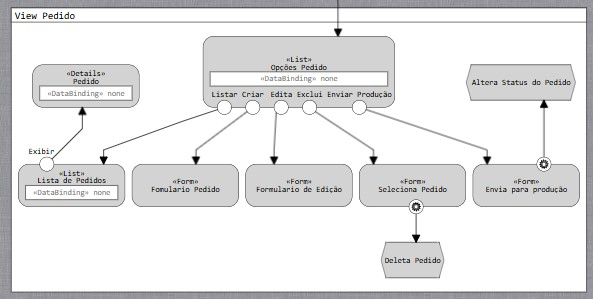 View Pedido
«List»
Opções Pedido
«DataBinding» none
Listar Criar Edita Exclui Enviar Produção
«Details»
Pedido
«DataBinding» none
Altera Status do Pedido
Exibir
«List»
Lista de Pedidos
«DataBinding» none
«Form»
Fomulario Pedido
«Form»
Formulario de Edição
«Form»
Seleciona Pedido
«Form»
Envia para produção
Deleta Pedido